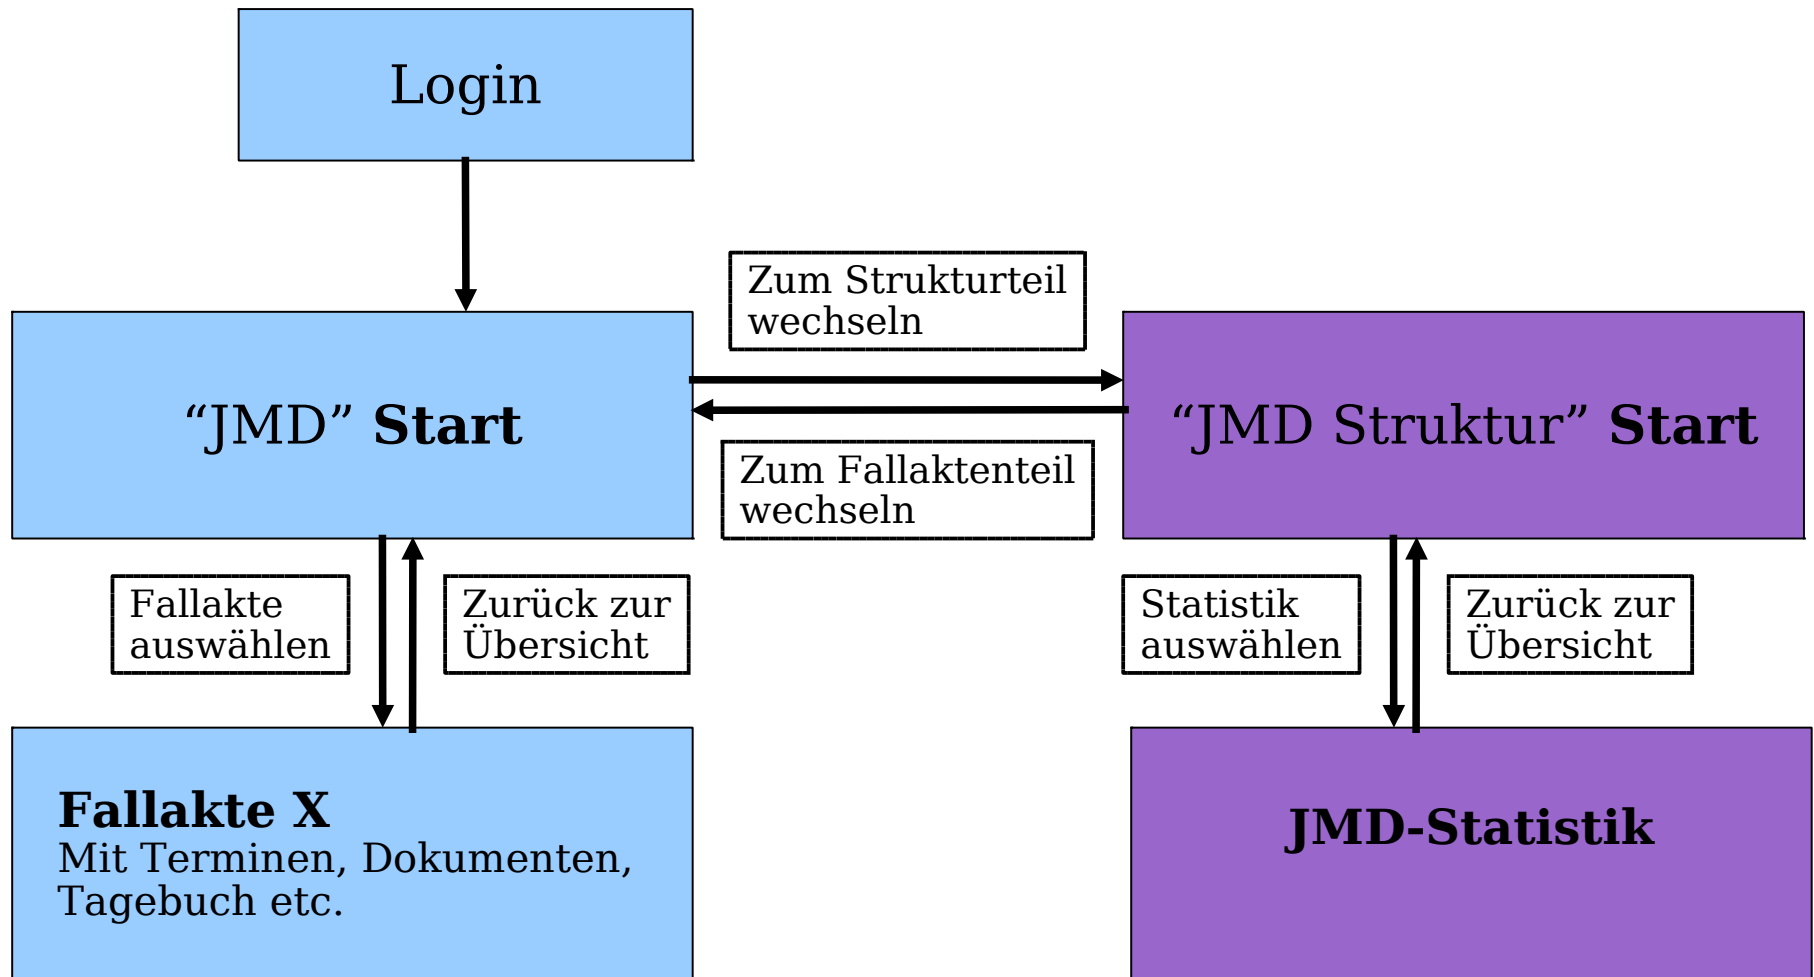 Login
Zum Strukturteil
wechseln
“JMD” Start
“JMD Struktur” Start
Zum Fallaktenteil
wechseln
Fallakte
auswählen
Zurück zur
Übersicht
Statistik
auswählen
Zurück zur
Übersicht
Fallakte X
Mit Terminen, Dokumenten,
Tagebuch etc.
JMD-Statistik